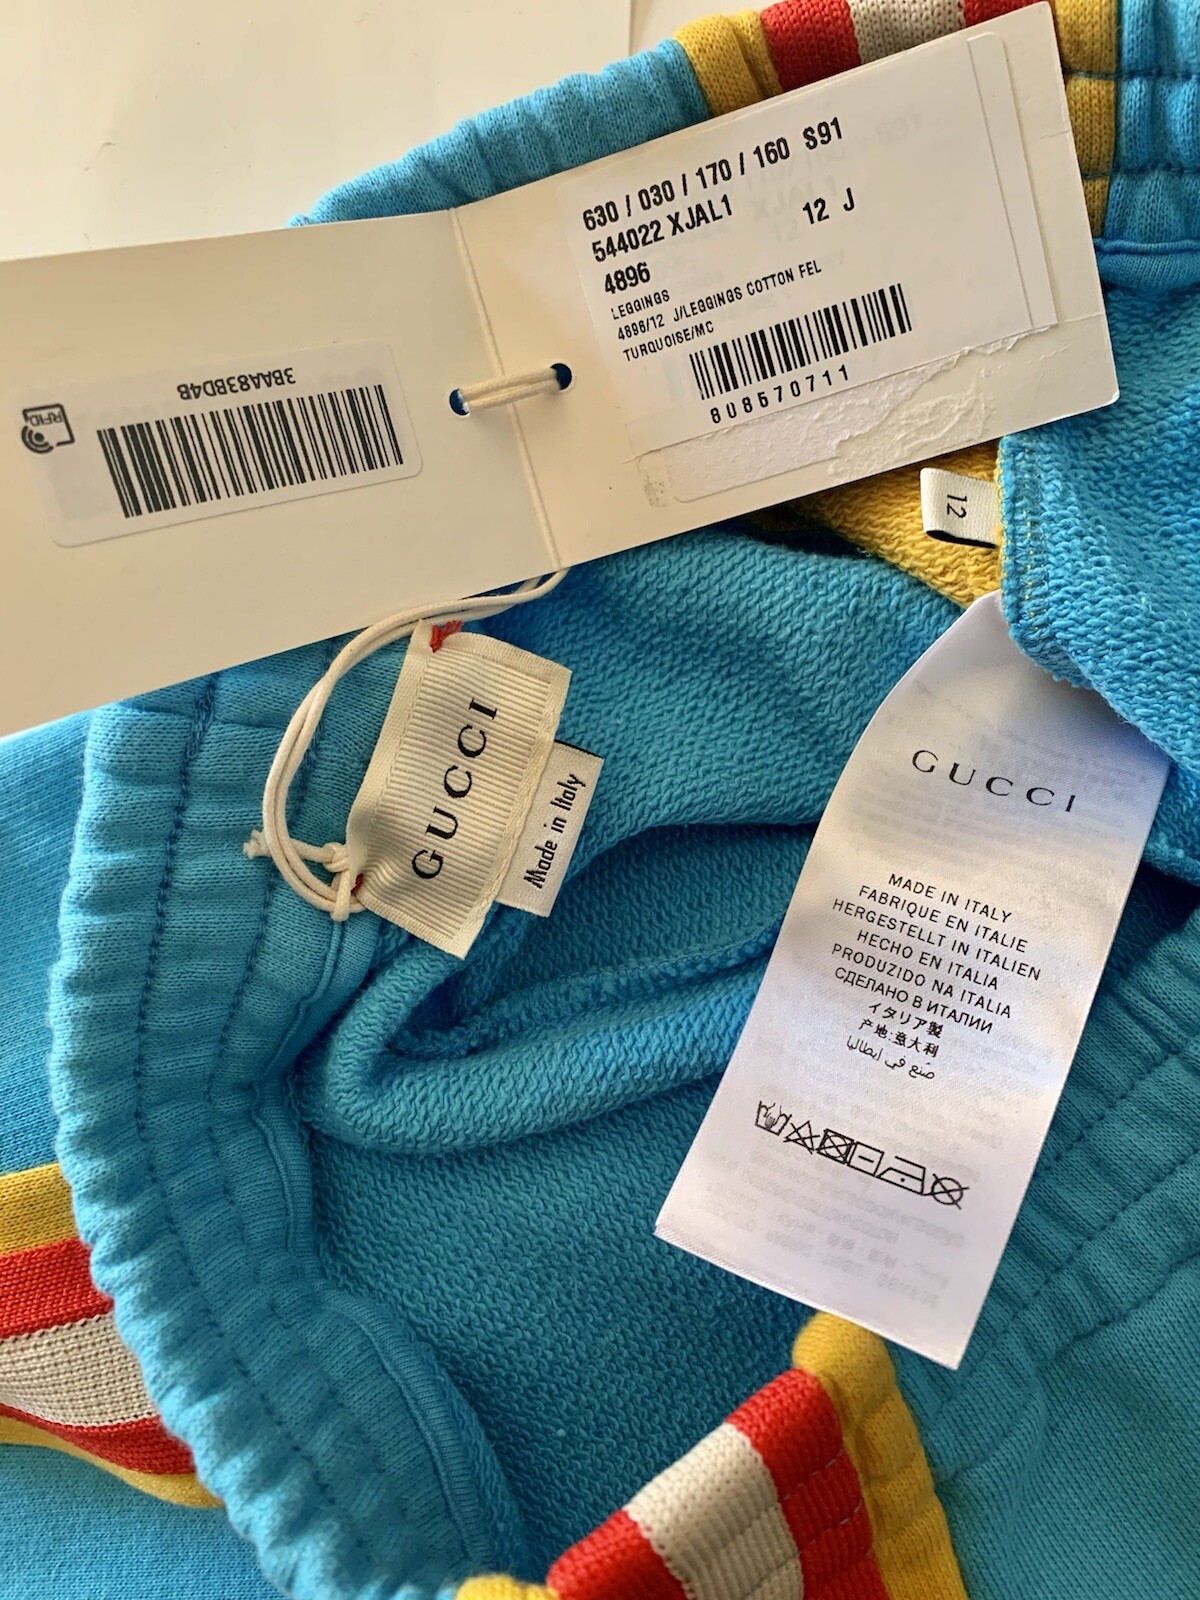 630 / 030 / 170 / 160 S91
544022 XJAL1 12 J
4896
LEGGINGS
4896/12 J/LEGGINGS COTTON FEL
TURQUOISE/MC
808570711
3BAA83BD4B
RFID
12
GUCCI
Made in Italy
GUCCI
MADE IN ITALY
FABRIQUE EN ITALIE
HERGESTELLT IN ITALIEN
HECHO EN ITALIA
PRODUZIDO NA ITALIA
СДЕЛАНО В ИТАЛИИ
イタリア製
产地:意大利
صنع في ايطاليا